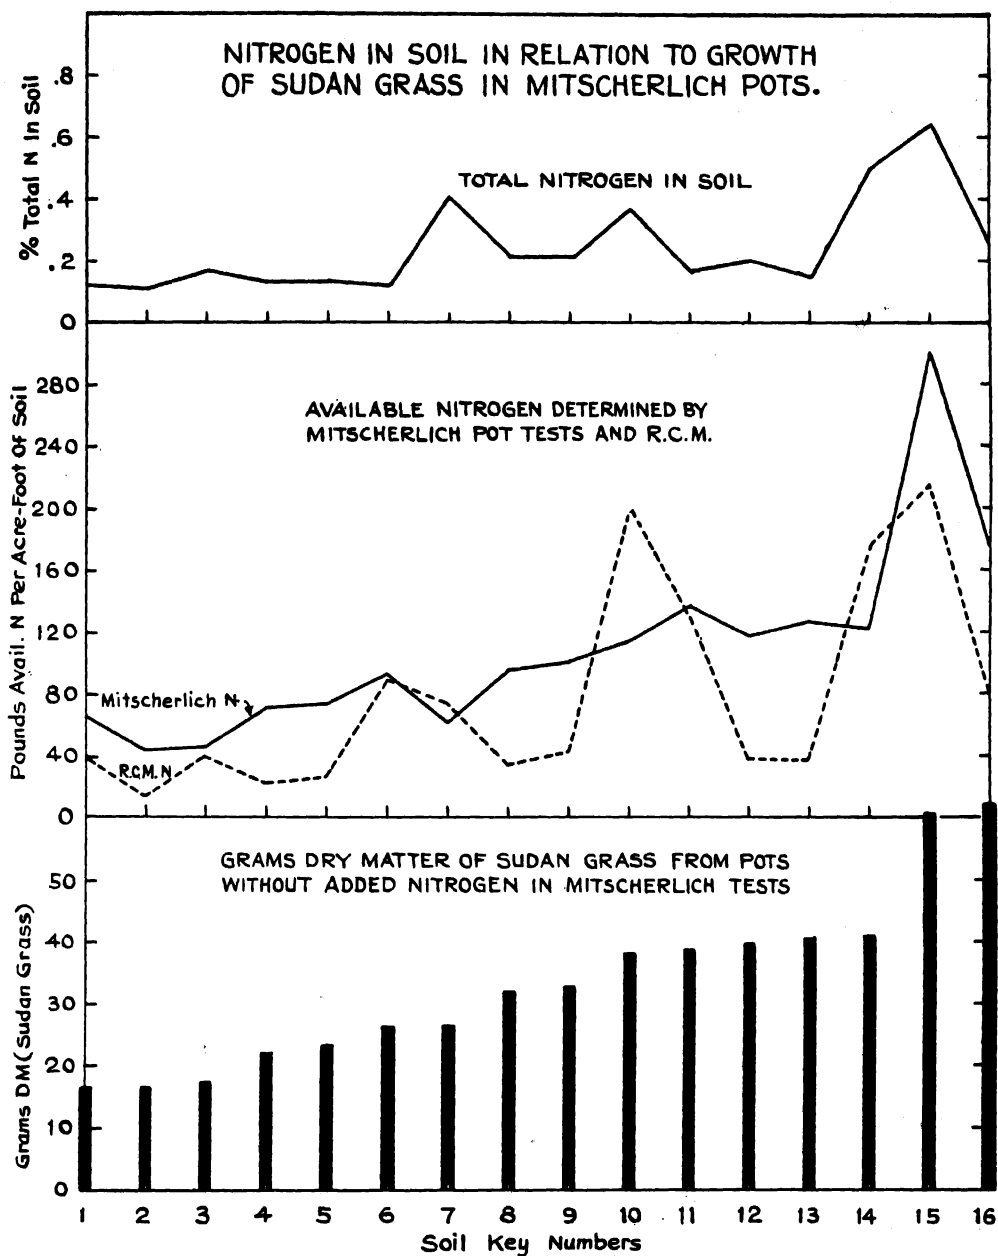 NITROGEN IN SOIL IN RELATION TO GROWTH
OF SUDAN GRASS IN MITSCHERLICH POTS.
% Total N In Soil
.8
.6
.4
.2
0
TOTAL NITROGEN IN SOIL
Pounds Avail. N Per Acre-Foot Of Soil
280
240
200
160
120
80
40
0
AVAILABLE NITROGEN DETERMINED BY
MITSCHERLICH POT TESTS AND R.C.M.
Mitscherlich N
R.C.M. N
Grams DM (Sudan Grass)
50
40
30
20
10
0
GRAMS DRY MATTER OF SUDAN GRASS FROM POTS
WITHOUT ADDED NITROGEN IN MITSCHERLICH TESTS
1 2 3 4 5 6 7 8 9 10 11 12 13 14 15 16
Soil Key Numbers